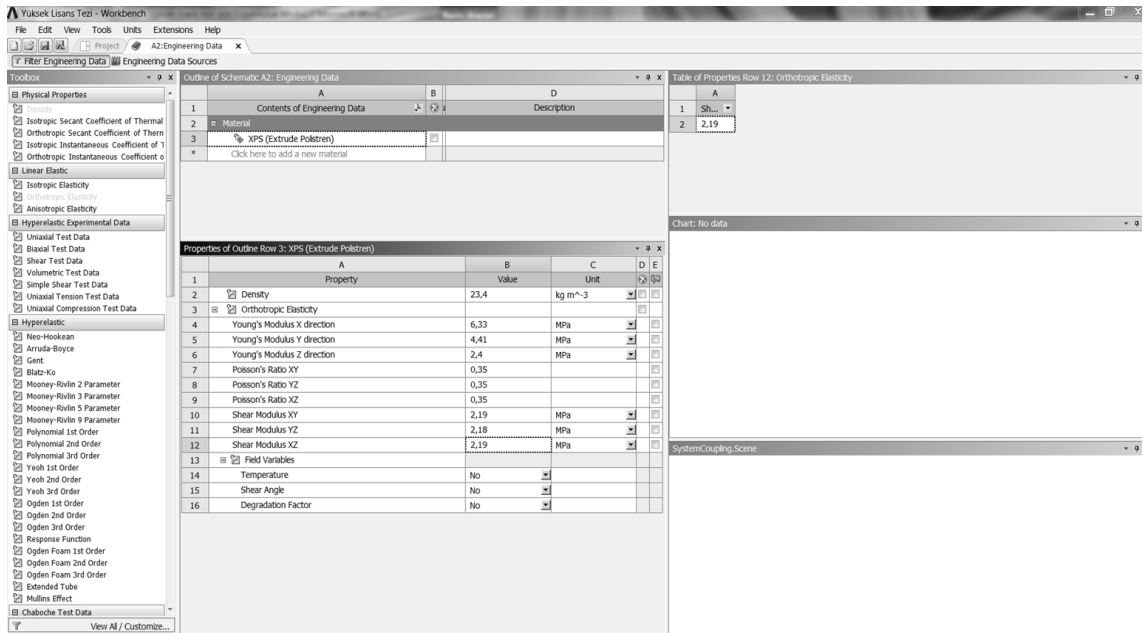 Yüksek Lisans Tezi - Workbench
File Edit View Tools Units Extensions Help
Project A2:Engineering Data x
Filter Engineering Data Engineering Data Sources
Toolbox
Physical Properties
Density
Isotropic Secant Coefficient of Thermal
Orthotropic Secant Coefficient of Thern
Isotropic Instantaneous Coefficient of T
Orthotropic Instantaneous Coefficient o
Linear Elastic
Isotropic Elasticity
Orthotropic Elasticity
Anisotropic Elasticity
Hyperelastic Experimental Data
Uniaxial Test Data
Biaxial Test Data
Shear Test Data
Volumetric Test Data
Simple Shear Test Data
Uniaxial Tension Test Data
Uniaxial Compression Test Data
Hyperelastic
Neo-Hookean
Arruda-Boyce
Gent
Blatz-Ko
Mooney-Rivlin 2 Parameter
Mooney-Rivlin 3 Parameter
Mooney-Rivlin 5 Parameter
Mooney-Rivlin 9 Parameter
Polynomial 1st Order
Polynomial 2nd Order
Polynomial 3rd Order
Yeoh 1st Order
Yeoh 2nd Order
Yeoh 3rd Order
Ogden 1st Order
Ogden 2nd Order
Ogden 3rd Order
Response Function
Ogden Foam 1st Order
Ogden Foam 2nd Order
Ogden Foam 3rd Order
Extended Tube
Mullins Effect
Chaboche Test Data
View All / Customize...
Outline of Schematic A2: Engineering Data
A B D
1 Contents of Engineering Data Description
2 Material
3 XPS (Extrude Polistren)
* Click here to add a new material
Properties of Outline Row 3: XPS (Extrude Polistren)
A B C D E
1 Property Value Unit
2 Density 23,4 kg m^-3
3 Orthotropic Elasticity
4 Young's Modulus X direction 6,33 MPa
5 Young's Modulus Y direction 4,41 MPa
6 Young's Modulus Z direction 2,4 MPa
7 Poisson's Ratio XY 0,35
8 Poisson's Ratio YZ 0,35
9 Poisson's Ratio XZ 0,35
10 Shear Modulus XY 2,19 MPa
11 Shear Modulus YZ 2,18 MPa
12 Shear Modulus XZ 2,19 MPa
13 Field Variables
14 Temperature No
15 Shear Angle No
16 Degradation Factor No
Table of Properties Row 12: Orthotropic Elasticity
A
1 Sh...
2 2,19
Chart: No data
SystemCoupling.Scene